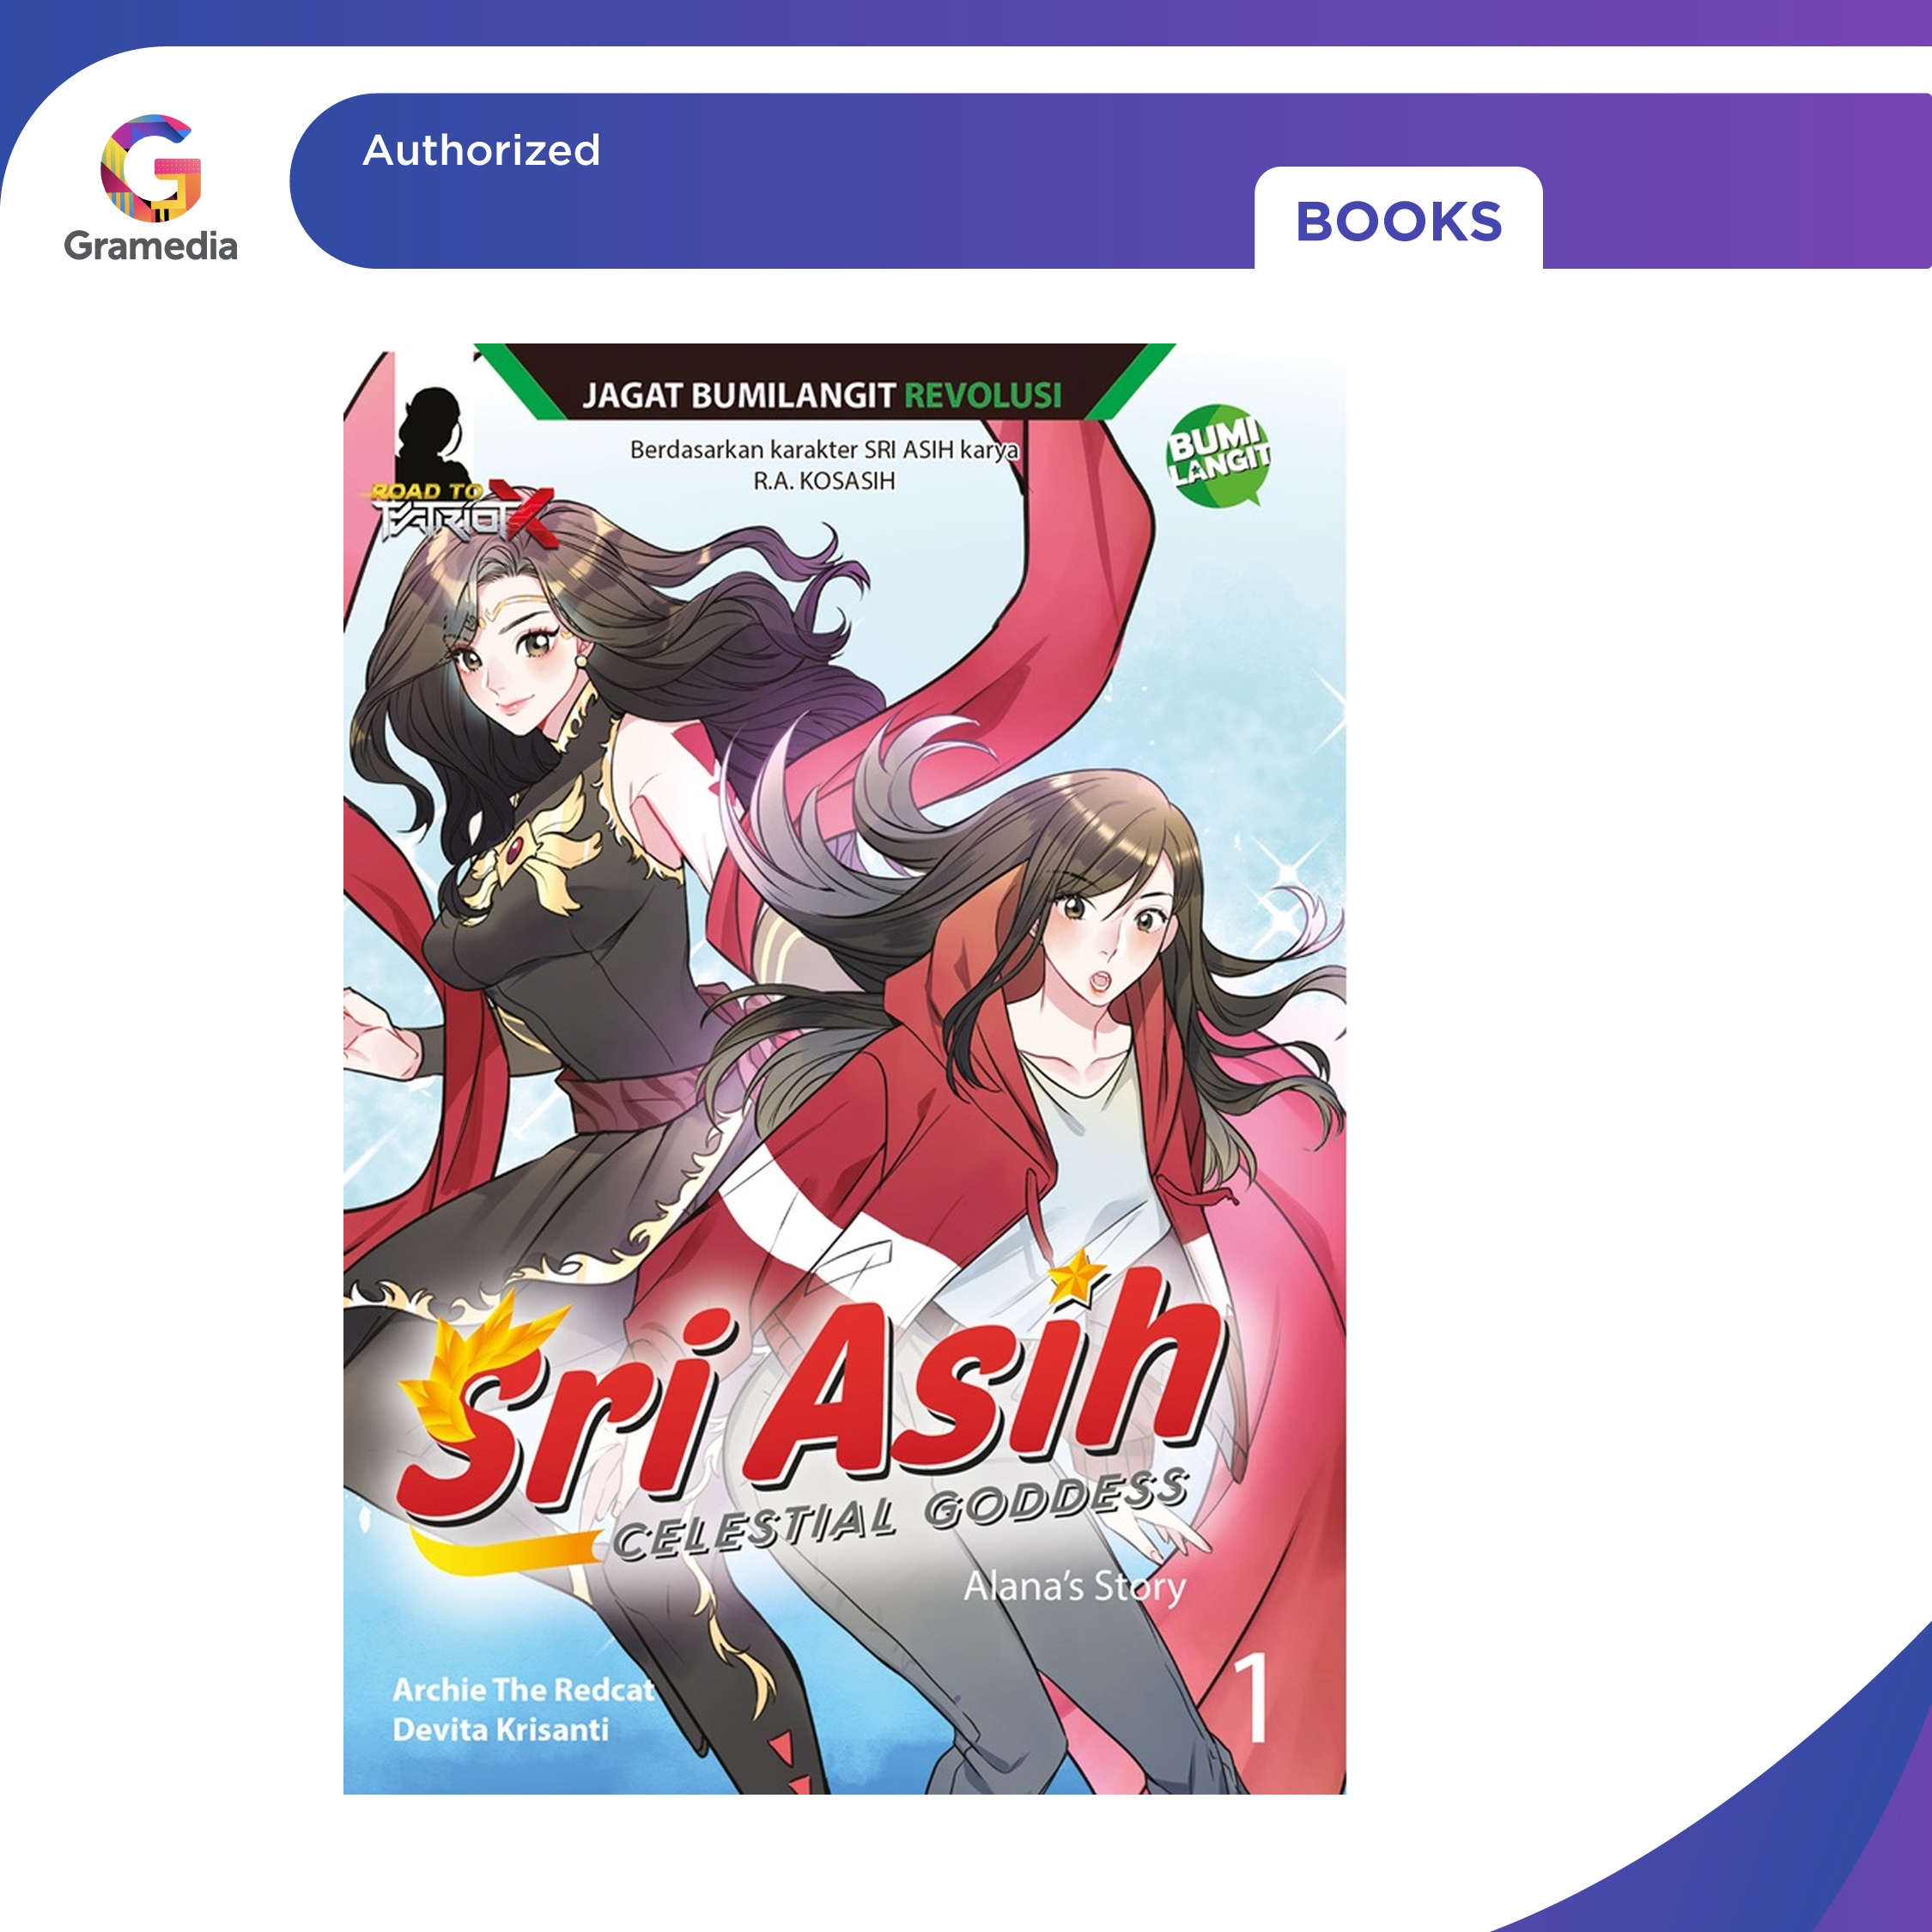 Authorized
Gramedia
BOOKS
JAGAT BUMILANGIT REVOLUSI
Berdasarkan karakter SRI ASIH karya
R.A. KOSASIH
BUMI
LANGIT
ROAD TO
PATRIOT X
Sri Asih
CELESTIAL GODDESS
Alana's Story
Archie The Redcat
Devita Krisanti
1